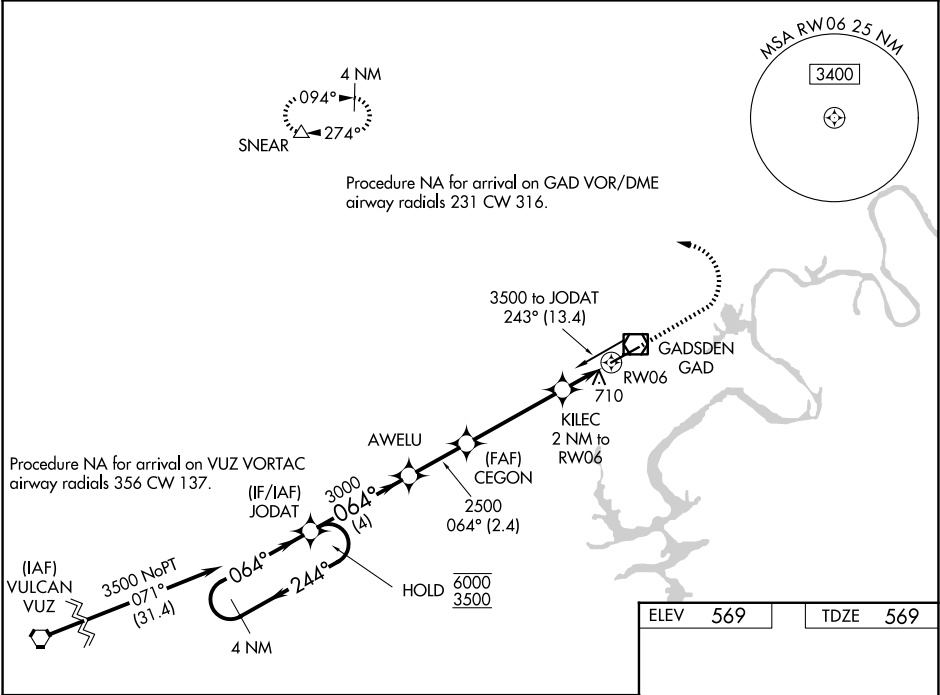 MSA RW06 25 NM
3400
4 NM
094°
274°
SNEAR
Procedure NA for arrival on GAD VOR/DME
airway radials 231 CW 316.
3500 to JODAT
243° (13.4)
GADSDEN
GAD
RW06
710
KILEC
2 NM to
RW06
AWELU
(FAF)
CEGON
2500
064° (2.4)
Procedure NA for arrival on VUZ VORTAC
airway radials 356 CW 137.
(IF/IAF)
JODAT
3000
064°
(4)
(IAF)
VULCAN
VUZ
3500 NoPT
071°
(31.4)
064°
244°
HOLD
6000
3500
4 NM
ELEV 569
TDZE 569